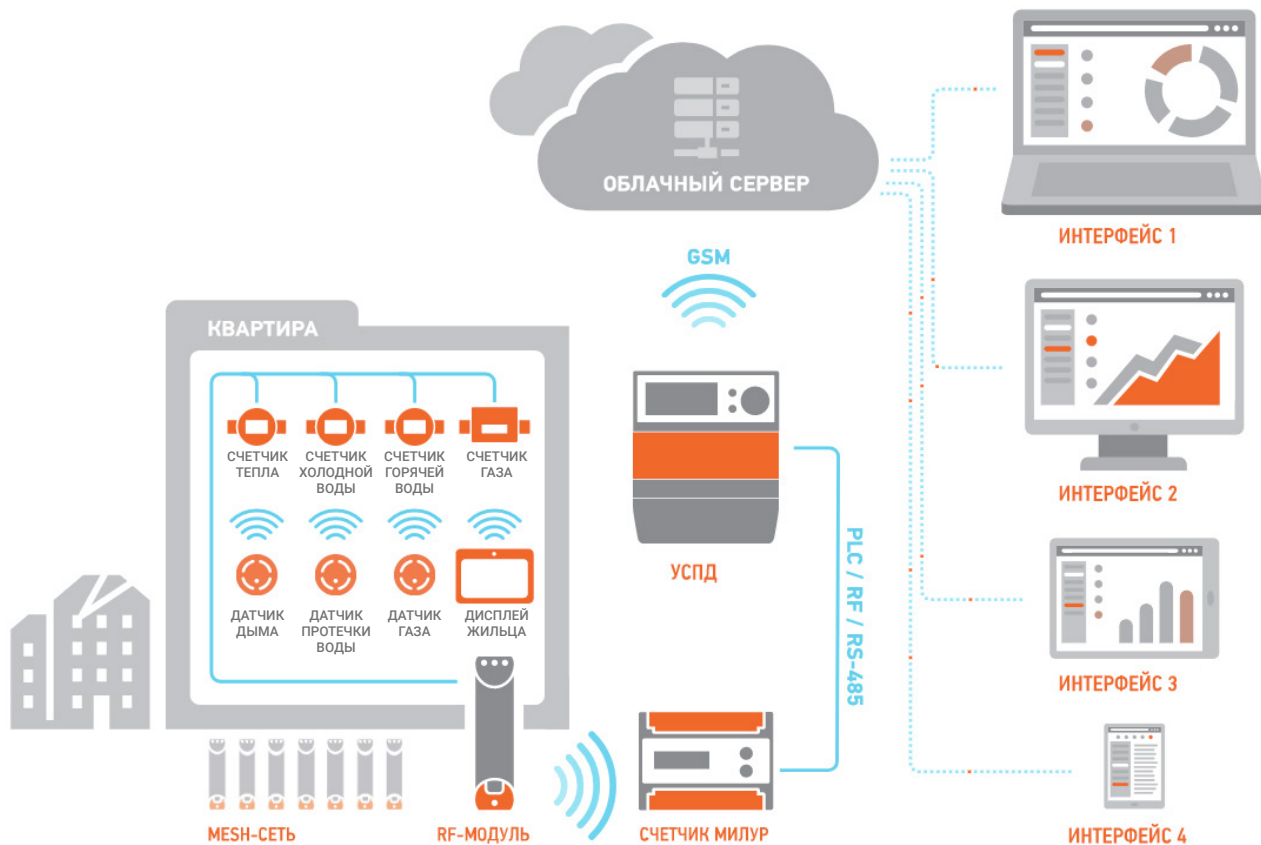 ОБЛАЧНЫЙ СЕРВЕР
GSM
ИНТЕРФЕЙС 1
КВАРТИРА
СЧЕТЧИК
ТЕПЛА
СЧЕТЧИК
ХОЛОДНОЙ
ВОДЫ
СЧЕТЧИК
ГОРЯЧЕЙ
ВОДЫ
СЧЕТЧИК
ГАЗА
ДАТЧИК
ДЫМА
ДАТЧИК
ПРОТЕЧКИ
ВОДЫ
ДАТЧИК
ГАЗА
ДИСПЛЕЙ
ЖИЛЬЦА
УСПД
PLC / RF / RS-485
ИНТЕРФЕЙС 2
ИНТЕРФЕЙС 3
MESH-СЕТЬ
RF-МОДУЛЬ
СЧЕТЧИК МИЛУР
ИНТЕРФЕЙС 4